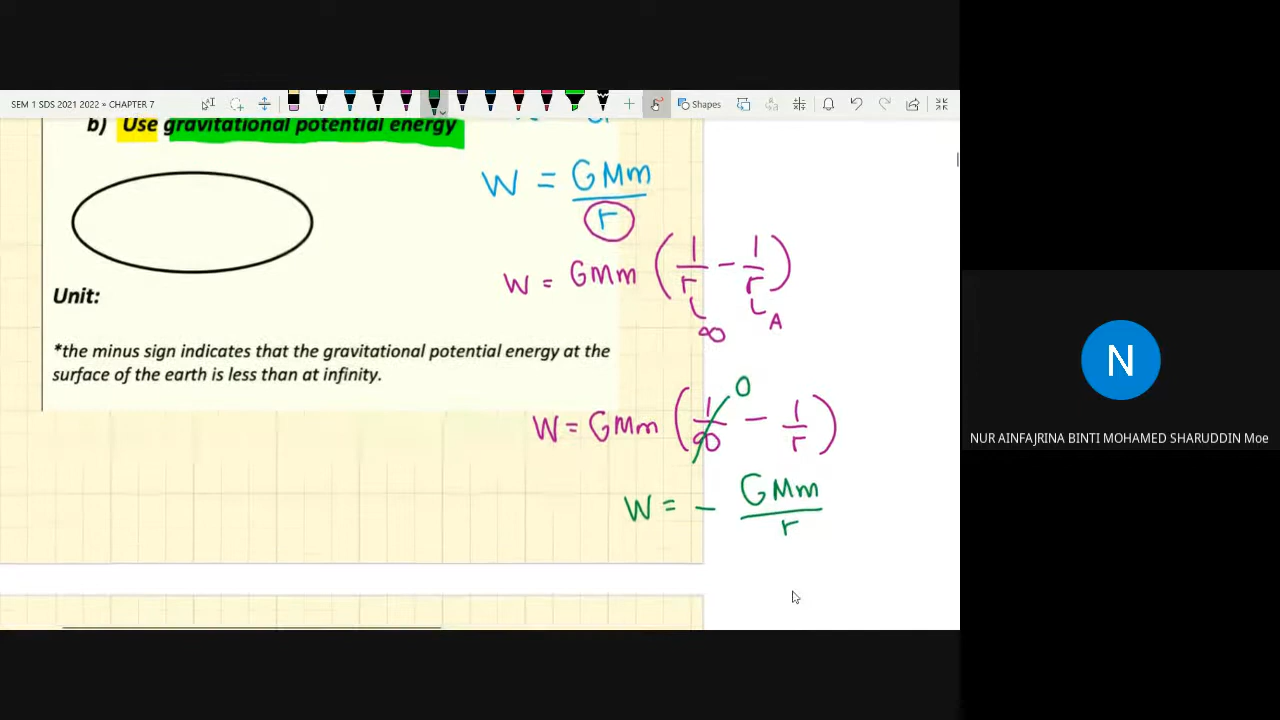 SEM 1 SDS 2021 2022 » CHAPTER 7
Shapes
b) Use gravitational potential energy
W = GMm / r
W = GMm (1/r - 1/r)
∞ A
Unit:
*the minus sign indicates that the gravitational potential energy at the
surface of the earth is less than at infinity.
0
W = GMm (1/∞ - 1/r)
W = - GMm / r
N
NUR AINFAJRINA BINTI MOHAMED SHARUDDIN Moe